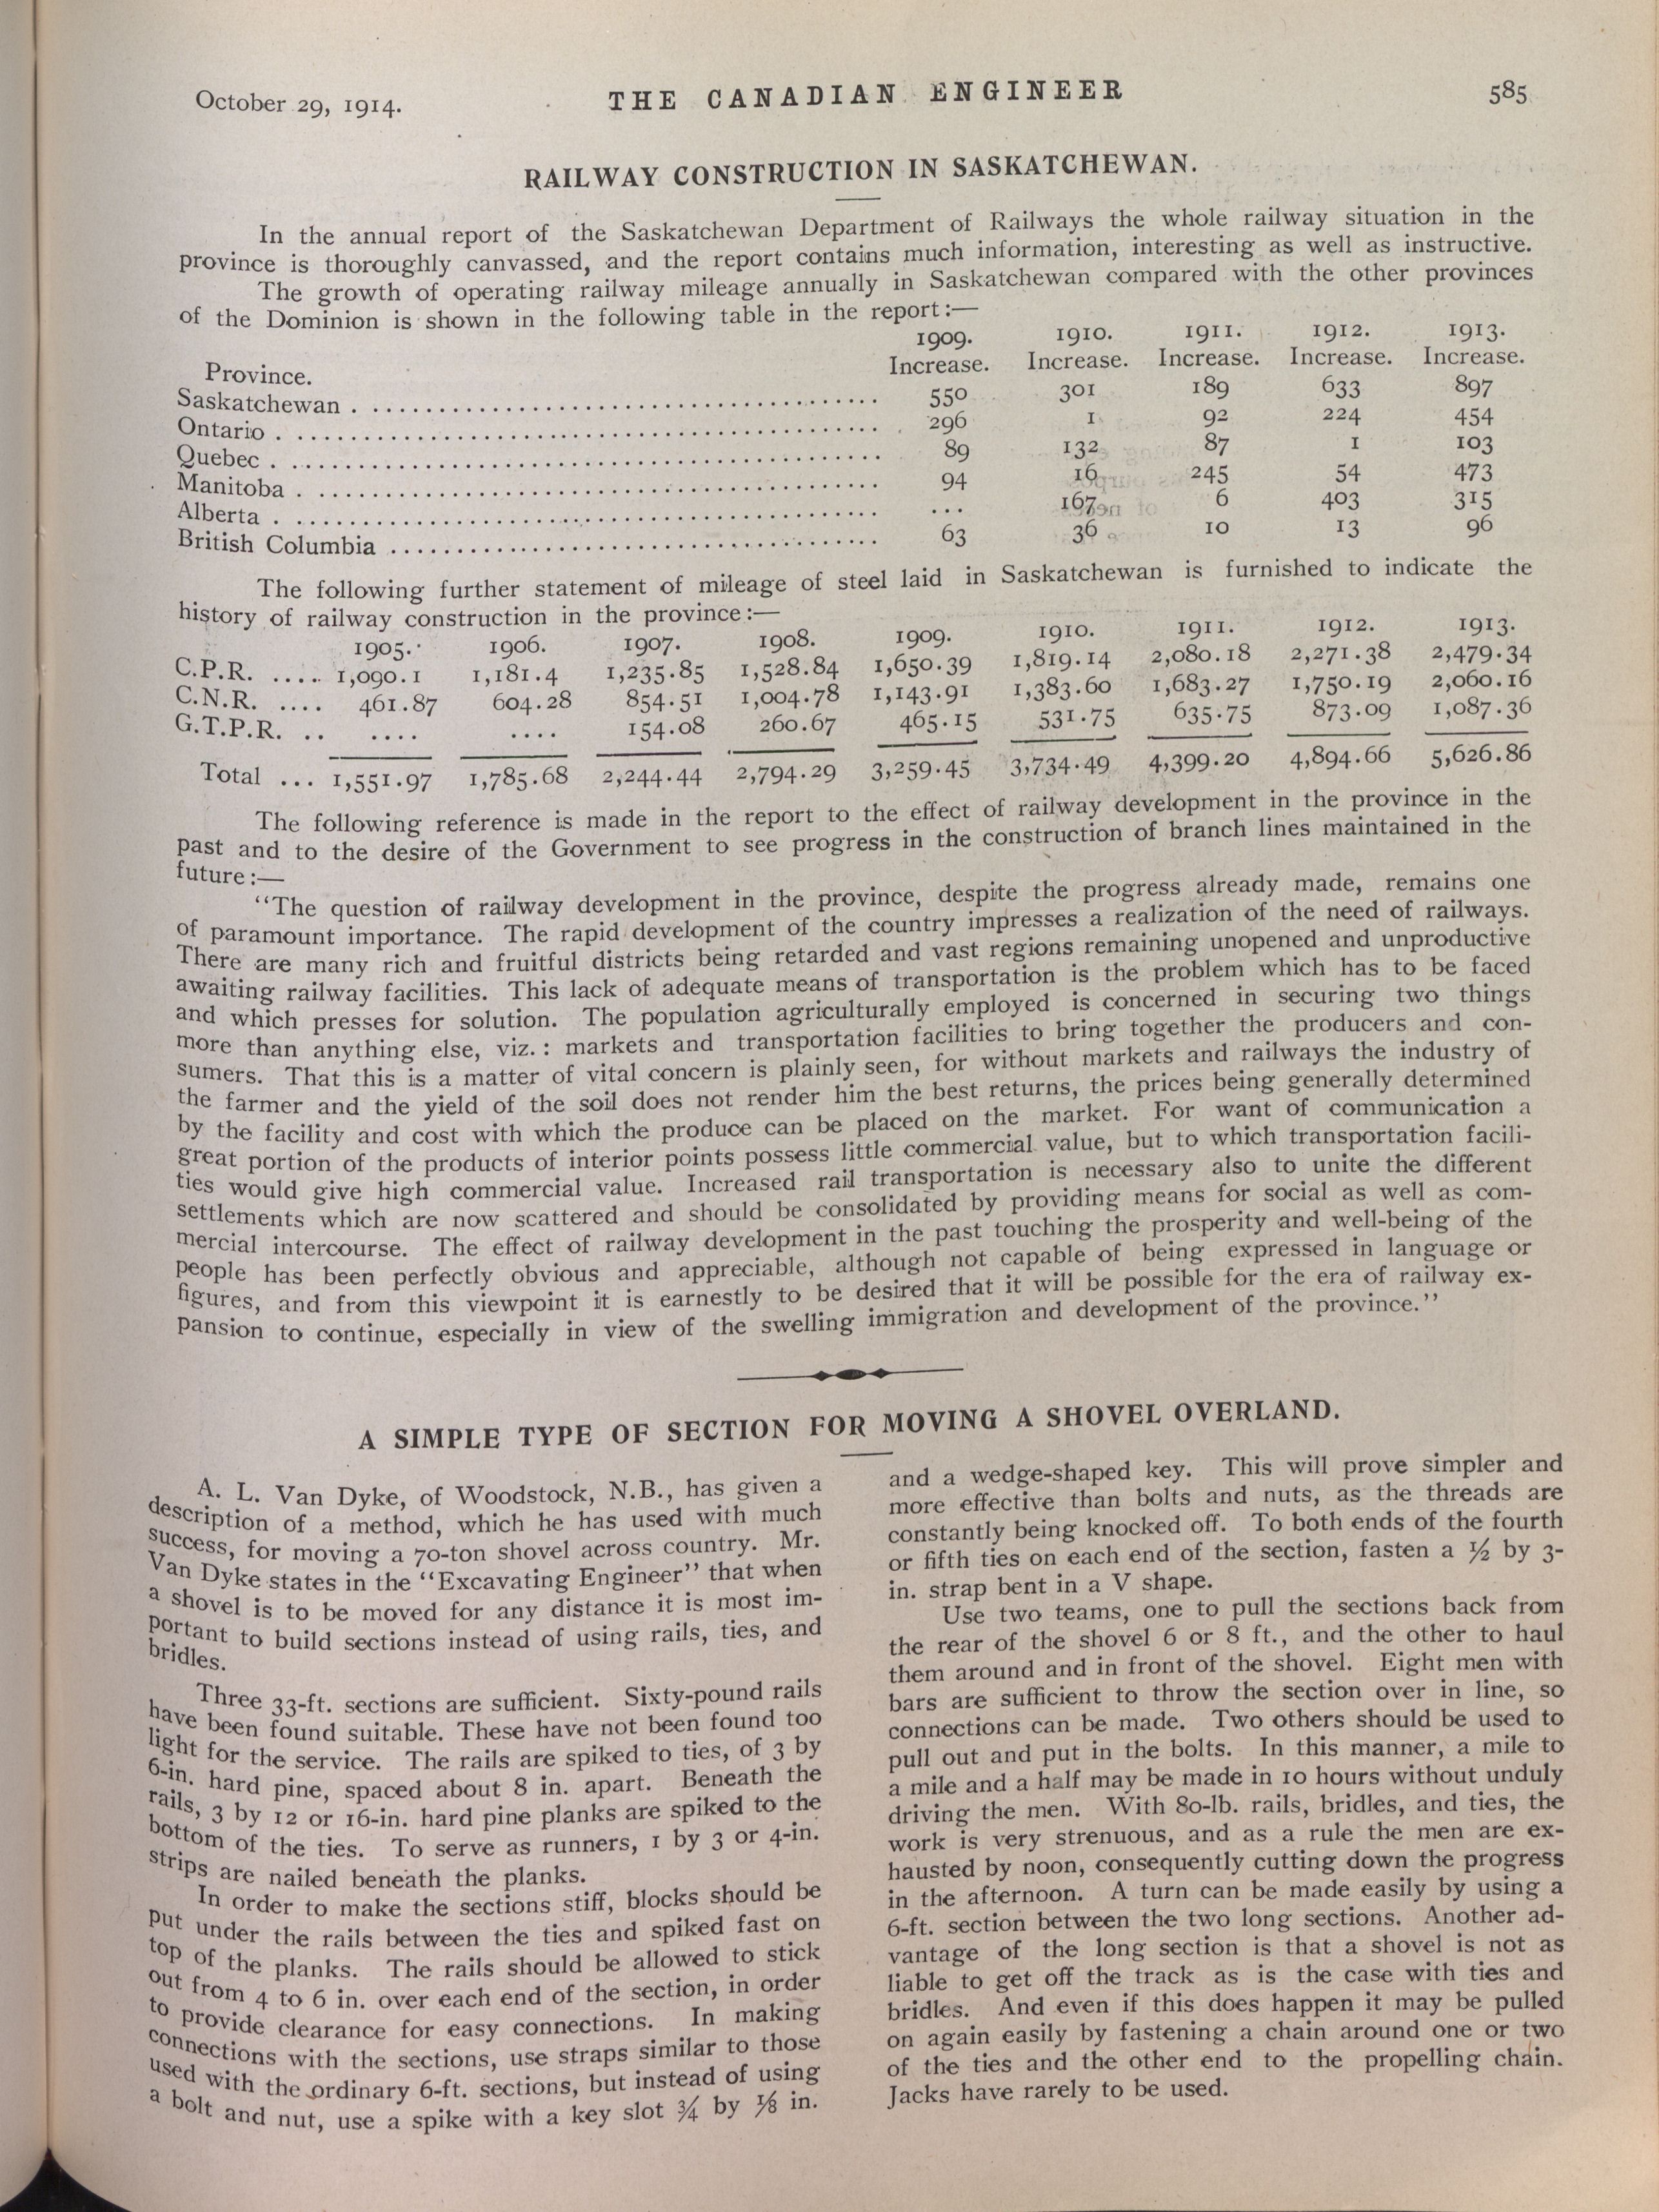 October 29, 1914. THE CANADIAN ENGINEER 585
RAILWAY CONSTRUCTION IN SASKATCHEWAN.
In the annual report of the Saskatchewan Department of Railways the whole railway situation in the
province is thoroughly canvassed, and the report contains much information, interesting as well as instructive.
The growth of operating railway mileage annually in Saskatchewan compared with the other provinces
of the Dominion is shown in the following table in the report:—
1909. 1910. 1911. 1912. 1913.
Province. Increase. Increase. Increase. Increase. Increase.
Saskatchewan . . . . . . . . . . . . . . . . . . . . 550 301 189 633 897
Ontario . . . . . . . . . . . . . . . . . . . . 296 1 92 224 454
Quebec . . . . . . . . . . . . . . . . . . . . 89 132 87 1 103
Manitoba . . . . . . . . . . . . . . . . . . . . 94 16 245 54 473
Alberta . . . . . . . . . . . . . . . . . . . . ... 167 6 403 315
British Columbia . . . . . . . . . . . . . . . . . . . . 63 36 10 13 96
The following further statement of mileage of steel laid in Saskatchewan is furnished to indicate the
history of railway construction in the province:—
1905. 1906. 1907. 1908. 1909. 1910. 1911. 1912. 1913.
C.P.R. .... 1,090.1 1,181.4 1,235.85 1,528.84 1,650.39 1,819.14 2,080.18 2,271.38 2,479.34
C.N.R. .... 461.87 604.28 854.51 1,004.78 1,143.91 1,383.60 1,683.27 1,750.19 2,060.16
G.T.P.R. .. .... .... 154.08 260.67 465.15 531.75 635.75 873.09 1,087.36
Total ... 1,551.97 1,785.68 2,244.44 2,794.29 3,259.45 3,734.49 4,399.20 4,894.66 5,626.86
The following reference is made in the report to the effect of railway development in the province in the
past and to the desire of the Government to see progress in the construction of branch lines maintained in the
future:—
"The question of railway development in the province, despite the progress already made, remains one
of paramount importance. The rapid development of the country impresses a realization of the need of railways.
There are many rich and fruitful districts being retarded and vast regions remaining unopened and unproductive
awaiting railway facilities. This lack of adequate means of transportation is the problem which has to be faced
and which presses for solution. The population agriculturally employed is concerned in securing two things
more than anything else, viz.: markets and transportation facilities to bring together the producers and con-
sumers. That this is a matter of vital concern is plainly seen, for without markets and railways the industry of
the farmer and the yield of the soil does not render him the best returns, the prices being generally determined
by the facility and cost with which the produce can be placed on the market. For want of communication a
great portion of the products of interior points possess little commercial value, but to which transportation facili-
ties would give high commercial value. Increased rail transportation is necessary also to unite the different
settlements which are now scattered and should be consolidated by providing means for social as well as com-
mercial intercourse. The effect of railway development in the past touching the prosperity and well-being of the
people has been perfectly obvious and appreciable, although not capable of being expressed in language or
figures, and from this viewpoint it is earnestly to be desired that it will be possible for the era of railway ex-
pansion to continue, especially in view of the swelling immigration and development of the province."
A SIMPLE TYPE OF SECTION FOR MOVING A SHOVEL OVERLAND.
A. L. Van Dyke, of Woodstock, N.B., has given a
description of a method, which he has used with much
success, for moving a 70-ton shovel across country. Mr.
Van Dyke states in the "Excavating Engineer" that when
a shovel is to be moved for any distance it is most im-
portant to build sections instead of using rails, ties, and
bridles.
Three 33-ft. sections are sufficient. Sixty-pound rails
have been found suitable. These have not been found too
light for the service. The rails are spiked to ties, of 3 by
6-in. hard pine, spaced about 8 in. apart. Beneath the
rails, 3 by 12 or 16-in. hard pine planks are spiked to the
bottom of the ties. To serve as runners, 1 by 3 or 4-in.
strips are nailed beneath the planks.
In order to make the sections stiff, blocks should be
put under the rails between the ties and spiked fast on
top of the planks. The rails should be allowed to stick
out from 4 to 6 in. over each end of the section, in order
to provide clearance for easy connections. In making
connections with the sections, use straps similar to those
used with the ordinary 6-ft. sections, but instead of using
a bolt and nut, use a spike with a key slot ¾ by ⅛ in.
and a wedge-shaped key. This will prove simpler and
more effective than bolts and nuts, as the threads are
constantly being knocked off. To both ends of the fourth
or fifth ties on each end of the section, fasten a ½ by 3-
in. strap bent in a V shape.
Use two teams, one to pull the sections back from
the rear of the shovel 6 or 8 ft., and the other to haul
them around and in front of the shovel. Eight men with
bars are sufficient to throw the section over in line, so
connections can be made. Two others should be used to
pull out and put in the bolts. In this manner, a mile to
a mile and a half may be made in 10 hours without unduly
driving the men. With 80-lb. rails, bridles, and ties, the
work is very strenuous, and as a rule the men are ex-
hausted by noon, consequently cutting down the progress
in the afternoon. A turn can be made easily by using a
6-ft. section between the two long sections. Another ad-
vantage of the long section is that a shovel is not as
liable to get off the track as is the case with ties and
bridles. And even if this does happen it may be pulled
on again easily by fastening a chain around one or two
of the ties and the other end to the propelling chain.
Jacks have rarely to be used.